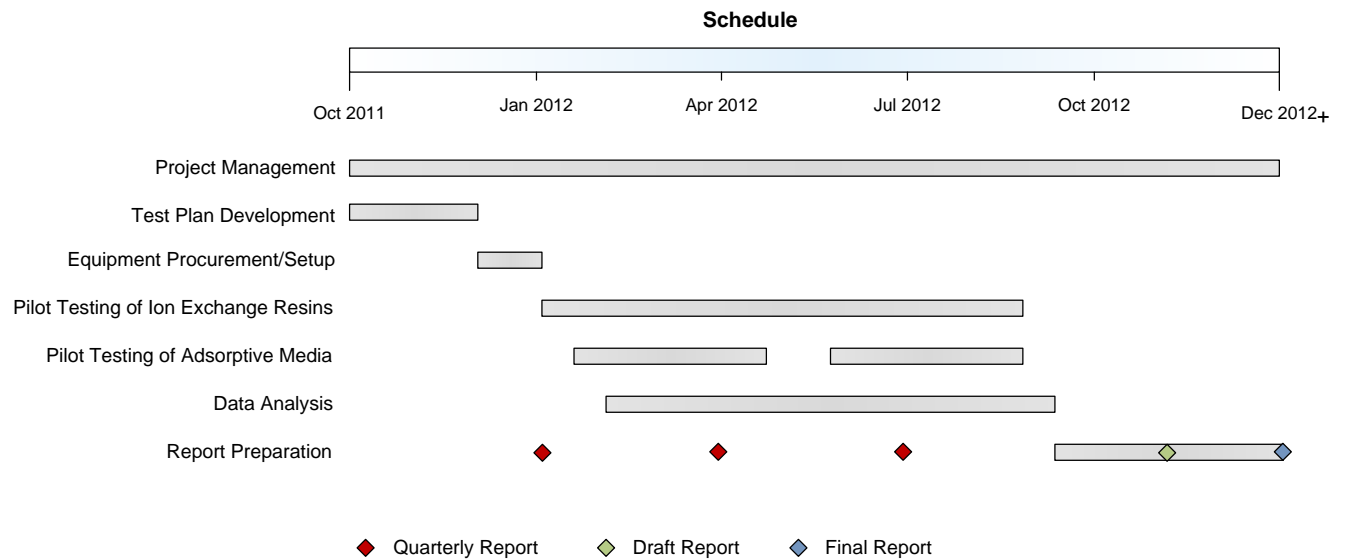 Schedule
Jan 2012 Apr 2012 Jul 2012 Oct 2012
Oct 2011 Dec 2012+
Project Management
Test Plan Development
Equipment Procurement/Setup
Pilot Testing of Ion Exchange Resins
Pilot Testing of Adsorptive Media
Data Analysis
Report Preparation
Quarterly Report Draft Report Final Report